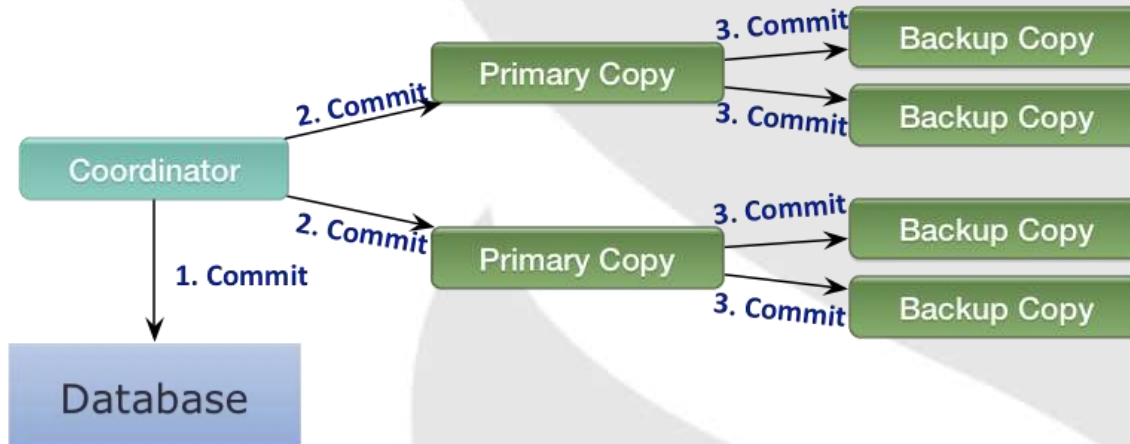 3. Commit
Backup Copy
Primary Copy
2. Commit
3. Commit
Backup Copy
Coordinator
2. Commit
3. Commit
Backup Copy
Primary Copy
1. Commit
3. Commit
Backup Copy
Database